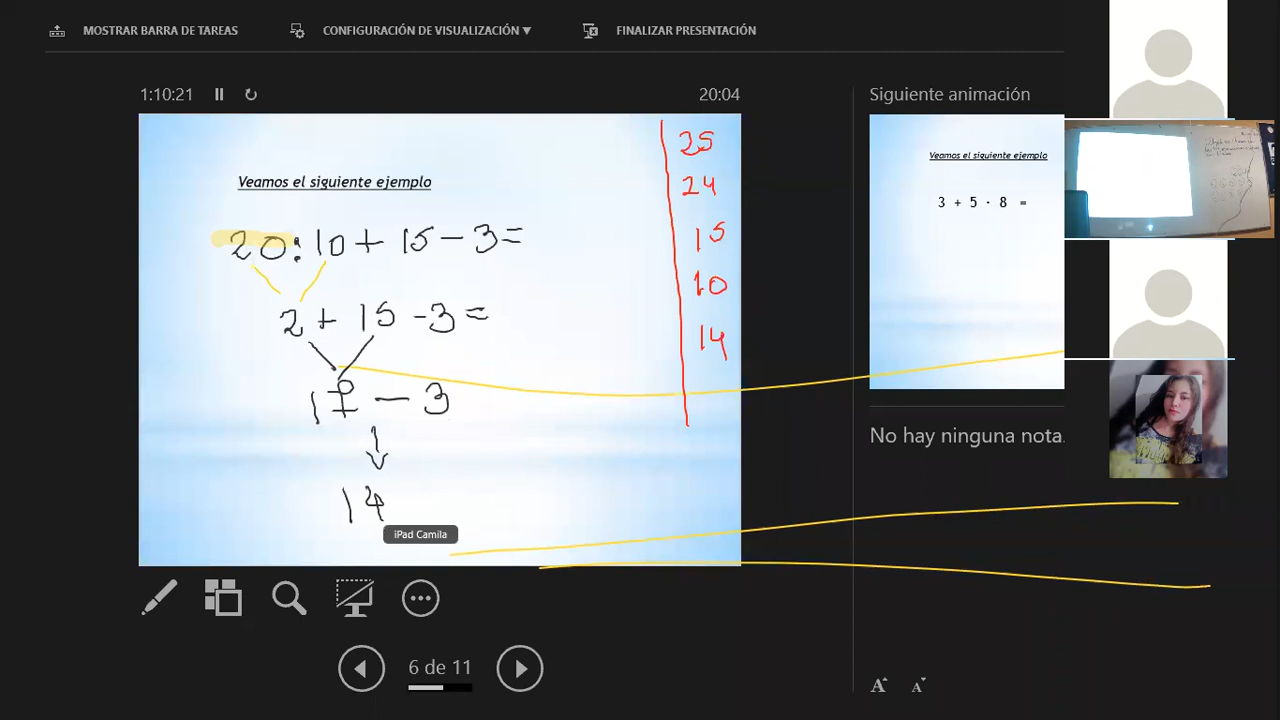 MOSTRAR BARRA DE TAREAS CONFIGURACIÓN DE VISUALIZACIÓN ▼ FINALIZAR PRESENTACIÓN
1:10:21 20:04
Veamos el siguiente ejemplo
20:10+15-3=
2+15-3=
17-3
14
iPad Camila
25
24
15
10
14
6 de 11
Siguiente animación
Veamos el siguiente ejemplo
3 + 5 · 8 =
No hay ninguna nota.
A A